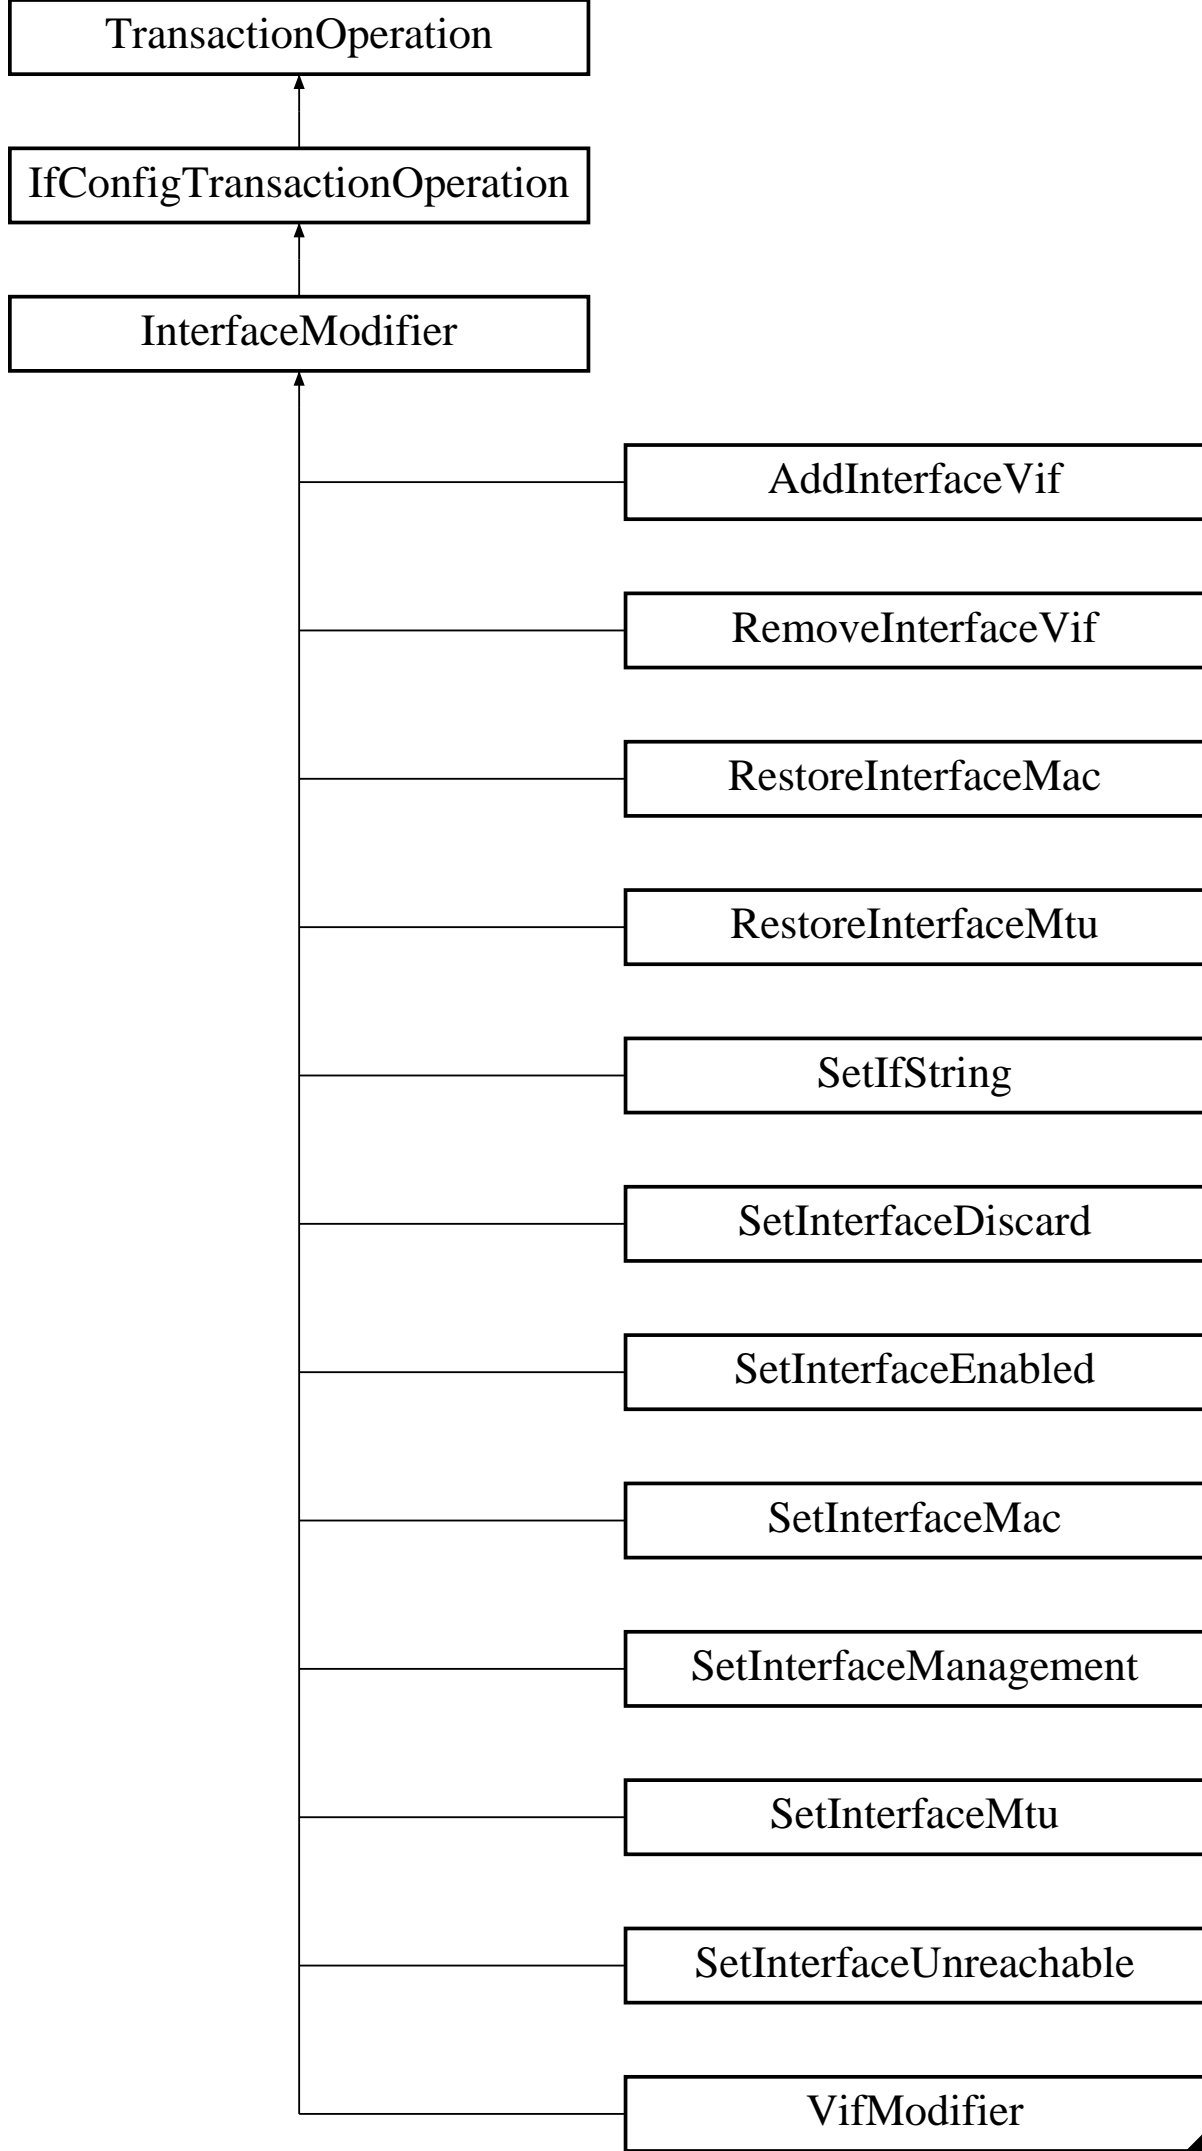 TransactionOperation
IfConfigTransactionOperation
InterfaceModifier
AddInterfaceVif
RemoveInterfaceVif
RestoreInterfaceMac
RestoreInterfaceMtu
SetIfString
SetInterfaceDiscard
SetInterfaceEnabled
SetInterfaceMac
SetInterfaceManagement
SetInterfaceMtu
SetInterfaceUnreachable
VifModifier